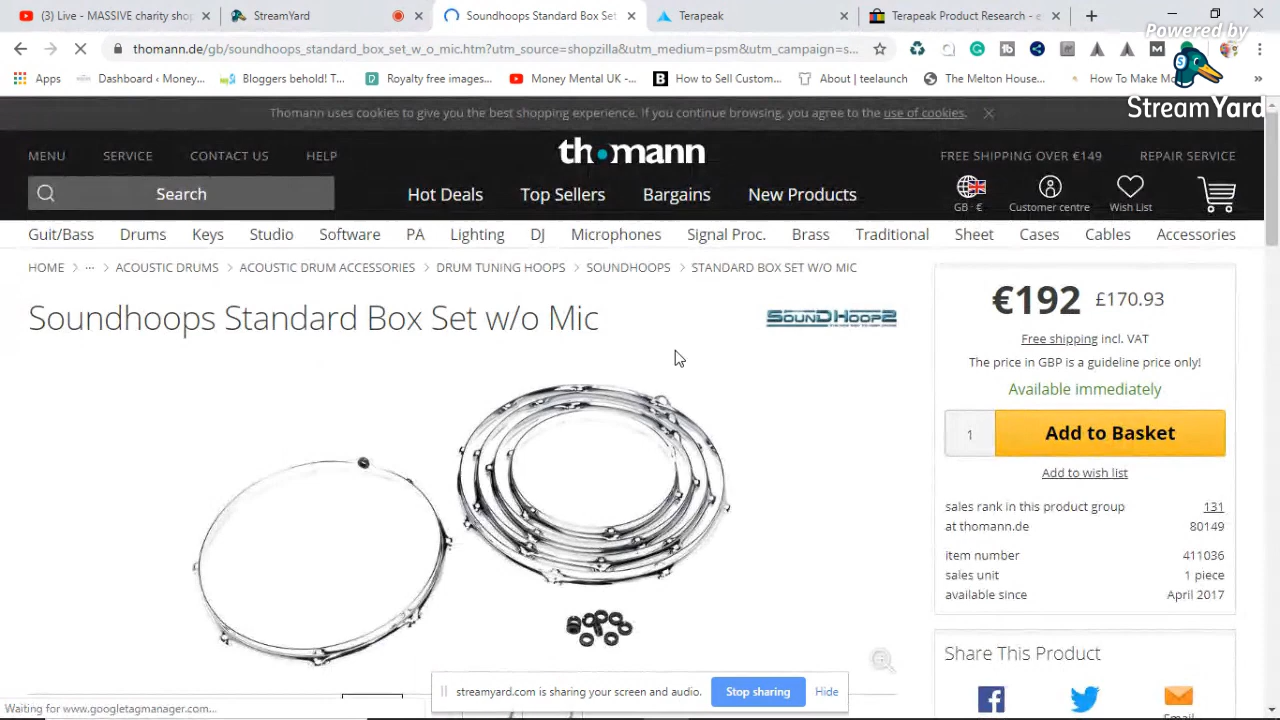 (3) Live - MASSIVE charity shop
StreamYard
Soundhoops Standard Box Set
Terapeak
Terapeak Product Research - e
Powered by
StreamYard
thomann.de/gb/soundhoops_standard_box_set_w_o_mic.htm?utm_source=shopzilla&utm_medium=psm&utm_campaign=s...
Apps
Dashboard ‹ Money...
Bloggers behold! T...
Royalty free images...
Money Mental UK -...
How to Sell Custom...
About | teelaunch
The Melton House...
How To Make Mo
Thomann uses cookies to give you the best shopping experience. If you continue browsing, you agree to the use of cookies.
MENU SERVICE CONTACT US HELP
thomann
FREE SHIPPING OVER €149 REPAIR SERVICE
Search
Hot Deals Top Sellers Bargains New Products
GB · € Customer centre Wish List
Guit/Bass Drums Keys Studio Software PA Lighting DJ Microphones Signal Proc. Brass Traditional Sheet Cases Cables Accessories
HOME ··· ACOUSTIC DRUMS ACOUSTIC DRUM ACCESSORIES DRUM TUNING HOOPS SOUNDHOOPS STANDARD BOX SET W/O MIC
Soundhoops Standard Box Set w/o Mic
€192 £170.93
Free shipping incl. VAT
The price in GBP is a guideline price only!
Available immediately
1 Add to Basket
Add to wish list
sales rank in this product group 131
at thomann.de 80149
item number 411036
sales unit 1 piece
available since April 2017
Share This Product
streamyard.com is sharing your screen and audio. Stop sharing Hide
Waiting for www.googletagmanager.com...